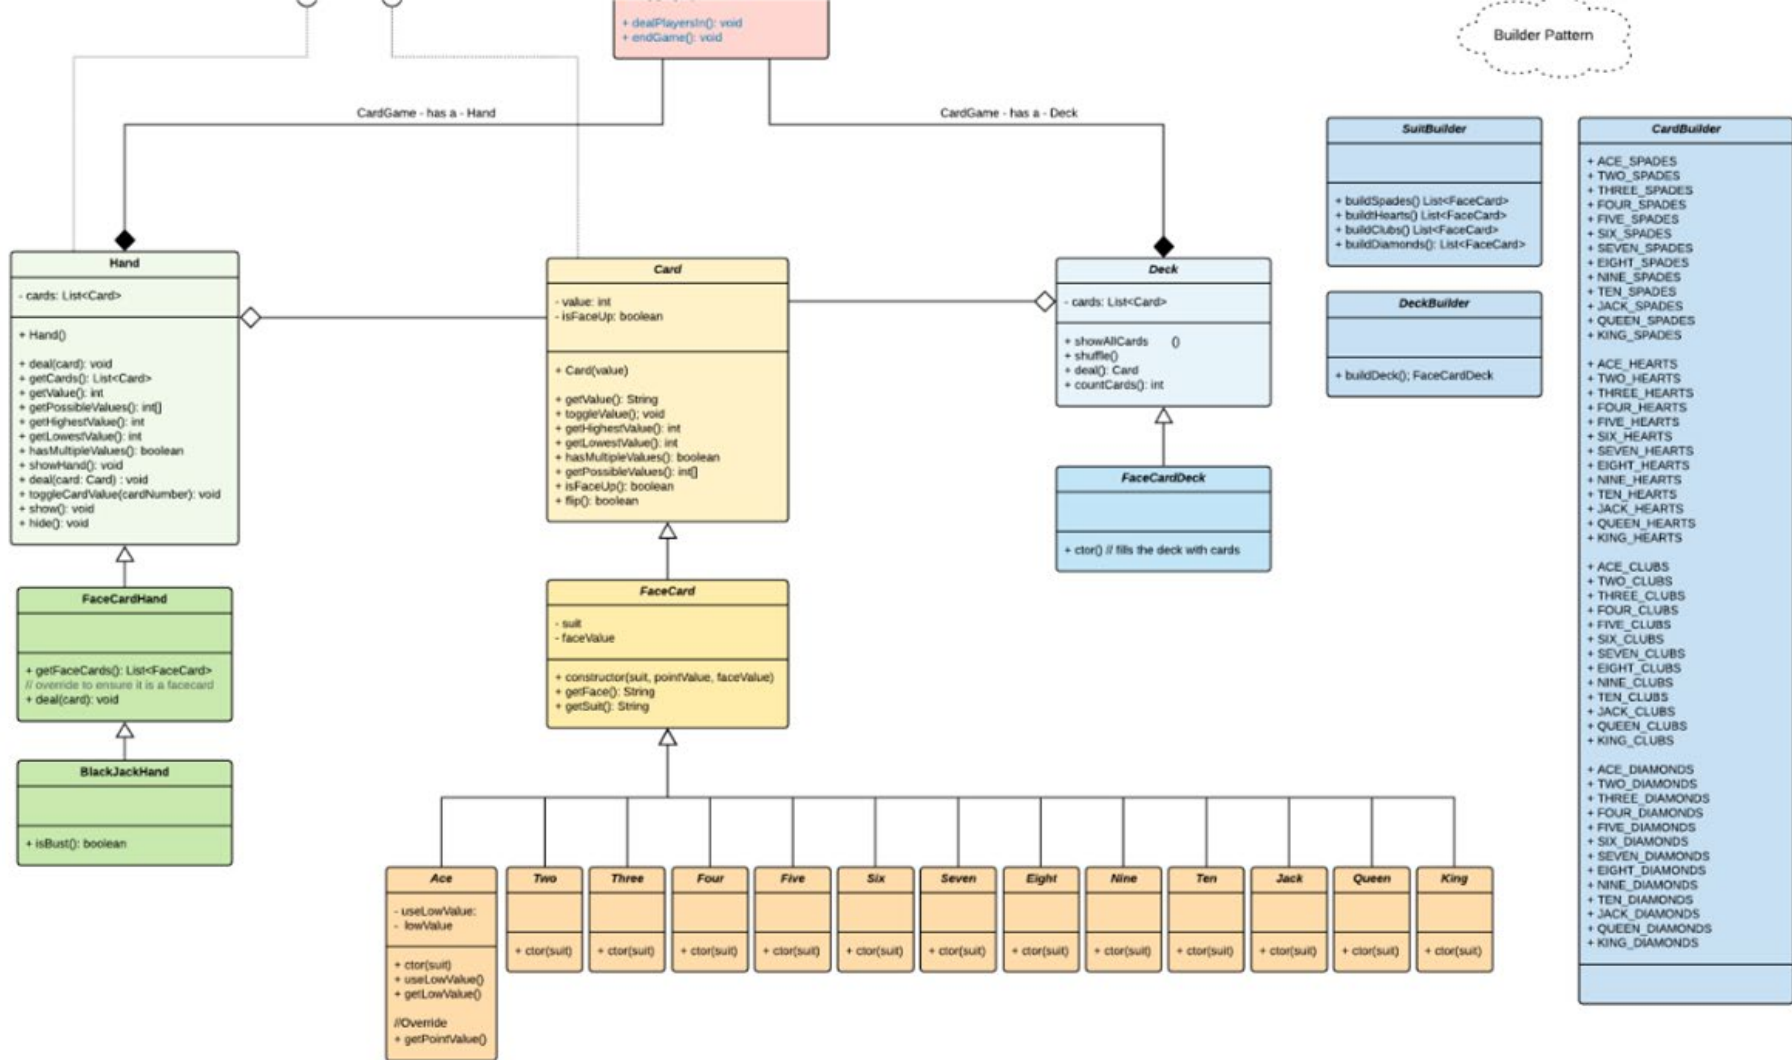 + dealPlayersIn(): void
+ endGame(): void
Builder Pattern
CardGame - has a - Hand
CardGame - has a - Deck
Hand
- cards: List<Card>
+ Hand()
+ deal(card): void
+ getCards(): List<Card>
+ getValue(): int
+ getPossibleValues(): int[]
+ getHighestValue(): int
+ getLowestValue(): int
+ hasMultipleValues(): boolean
+ showHand(): void
+ deal(card: Card) : void
+ toggleCardValue(cardNumber): void
+ show(): void
+ hide(): void
FaceCardHand
+ getFaceCards(): List<FaceCard>
// override to ensure it is a facecard
+ deal(card): void
BlackJackHand
+ isBust(): boolean
Card
- value: int
- isFaceUp: boolean
+ Card(value)
+ getValue(): String
+ toggleValue(); void
+ getHighestValue(): int
+ getLowestValue(): int
+ hasMultipleValues(): boolean
+ getPossibleValues(): int[]
+ isFaceUp(): boolean
+ flip(): boolean
FaceCard
- suit
- faceValue
+ constructor(suit, pointValue, faceValue)
+ getFace(): String
+ getSuit(): String
Deck
- cards: List<Card>
+ showAllCards ()
+ shuffle()
+ deal(): Card
+ countCards(): int
FaceCardDeck
+ ctor() // fills the deck with cards
Ace
- useLowValue:
- lowValue
+ ctor(suit)
+ useLowValue()
+ getLowValue()
//Override
+ getPointValue()
Two
+ ctor(suit)
Three
+ ctor(suit)
Four
+ ctor(suit)
Five
+ ctor(suit)
Six
+ ctor(suit)
Seven
+ ctor(suit)
Eight
+ ctor(suit)
Nine
+ ctor(suit)
Ten
+ ctor(suit)
Jack
+ ctor(suit)
Queen
+ ctor(suit)
King
+ ctor(suit)
SuitBuilder
+ buildSpades() List<FaceCard>
+ buildtHearts() List<FaceCard>
+ buildClubs() List<FaceCard>
+ buildDiamonds(): List<FaceCard>
DeckBuilder
+ buildDeck(); FaceCardDeck
CardBuilder
+ ACE_SPADES
+ TWO_SPADES
+ THREE_SPADES
+ FOUR_SPADES
+ FIVE_SPADES
+ SIX_SPADES
+ SEVEN_SPADES
+ EIGHT_SPADES
+ NINE_SPADES
+ TEN_SPADES
+ JACK_SPADES
+ QUEEN_SPADES
+ KING_SPADES
+ ACE_HEARTS
+ TWO_HEARTS
+ THREE_HEARTS
+ FOUR_HEARTS
+ FIVE_HEARTS
+ SIX_HEARTS
+ SEVEN_HEARTS
+ EIGHT_HEARTS
+ NINE_HEARTS
+ TEN_HEARTS
+ JACK_HEARTS
+ QUEEN_HEARTS
+ KING_HEARTS
+ ACE_CLUBS
+ TWO_CLUBS
+ THREE_CLUBS
+ FOUR_CLUBS
+ FIVE_CLUBS
+ SIX_CLUBS
+ SEVEN_CLUBS
+ EIGHT_CLUBS
+ NINE_CLUBS
+ TEN_CLUBS
+ JACK_CLUBS
+ QUEEN_CLUBS
+ KING_CLUBS
+ ACE_DIAMONDS
+ TWO_DIAMONDS
+ THREE_DIAMONDS
+ FOUR_DIAMONDS
+ FIVE_DIAMONDS
+ SIX_DIAMONDS
+ SEVEN_DIAMONDS
+ EIGHT_DIAMONDS
+ NINE_DIAMONDS
+ TEN_DIAMONDS
+ JACK_DIAMONDS
+ QUEEN_DIAMONDS
+ KING_DIAMONDS